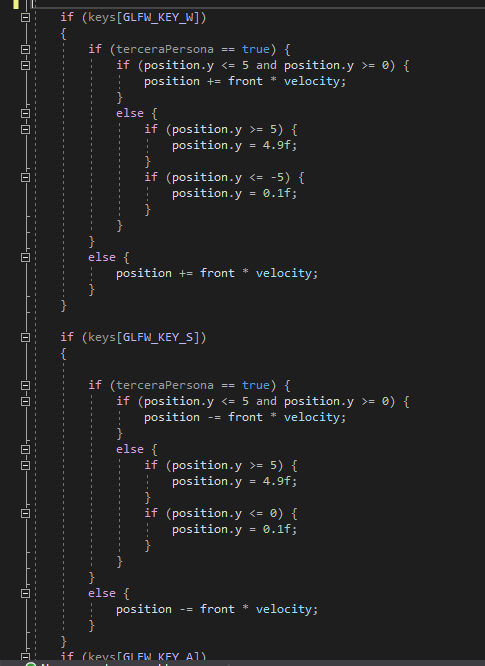 if (keys[GLFW_KEY_W])
{
if (terceraPersona == true) {
if (position.y <= 5 and position.y >= 0) {
position += front * velocity;
}
else {
if (position.y >= 5) {
position.y = 4.9f;
}
if (position.y <= -5) {
position.y = 0.1f;
}
}
}
else {
position += front * velocity;
}
}
if (keys[GLFW_KEY_S])
{
if (terceraPersona == true) {
if (position.y <= 5 and position.y >= 0) {
position -= front * velocity;
}
else {
if (position.y >= 5) {
position.y = 4.9f;
}
if (position.y <= 0) {
position.y = 0.1f;
}
}
}
else {
position -= front * velocity;
}
}
if (keys[GLFW_KEY_A])